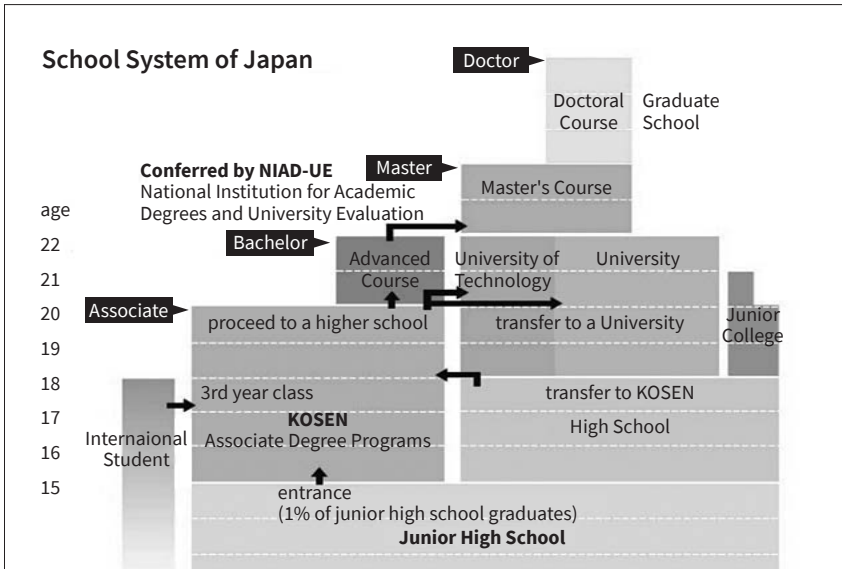 School System of Japan
Doctor
Doctoral
Course
Graduate
School
Conferred by NIAD-UE
National Institution for Academic
Degrees and University Evaluation
Master
Master's Course
age
22
21
20
19
18
17
16
15
Bachelor
Advanced
Course
University of
Technology
University
Associate
proceed to a higher school
transfer to a University
Junior
College
3rd year class
transfer to KOSEN
KOSEN
Associate Degree Programs
High School
Internaional
Student
entrance
(1% of junior high school graduates)
Junior High School